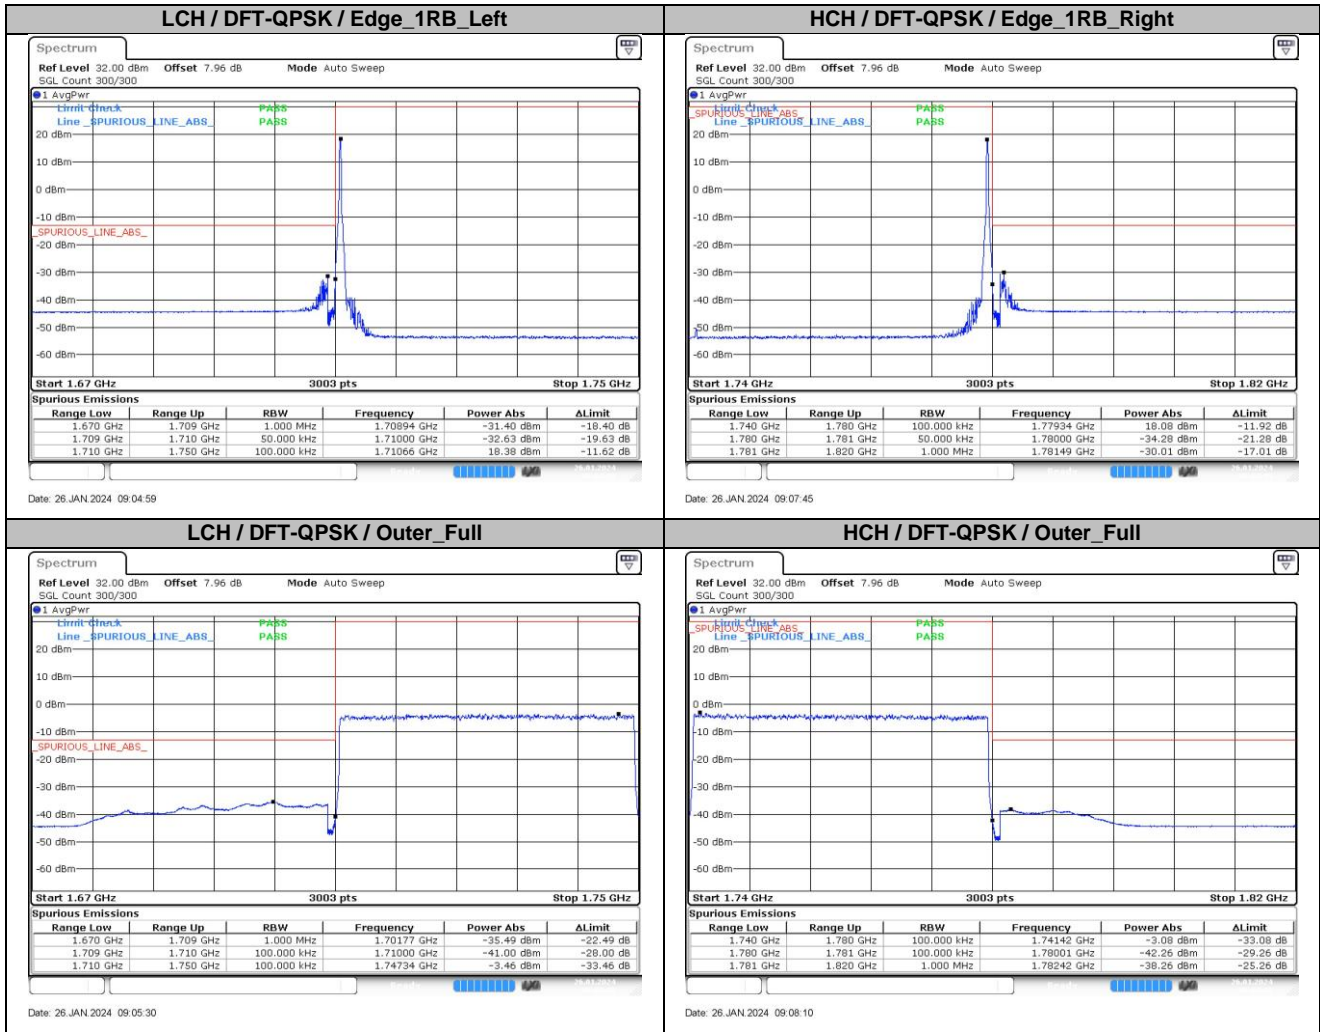 LCH / DFT-QPSK / Edge_1RB_Left
Spectrum
Ref Level 32.00 dBm Offset 7.96 dB Mode Auto Sweep
SGL Count 300/300
1 AvgPwr
Limit Check PASS
Line _SPURIOUS_LINE_ABS_ PASS
20 dBm
10 dBm
0 dBm
-10 dBm
_SPURIOUS_LINE_ABS_
-20 dBm
-30 dBm
-40 dBm
-50 dBm
-60 dBm
Start 1.67 GHz 3003 pts Stop 1.75 GHz
Spurious Emissions
Range Low Range Up RBW Frequency Power Abs ΔLimit
1.670 GHz 1.709 GHz 1.000 MHz 1.70894 GHz -31.40 dBm -18.40 dB
1.709 GHz 1.710 GHz 50.000 kHz 1.71000 GHz -32.63 dBm -19.63 dB
1.710 GHz 1.750 GHz 100.000 kHz 1.71066 GHz 18.38 dBm -11.62 dB
Date: 26.JAN.2024 09:04:59
HCH / DFT-QPSK / Edge_1RB_Right
Spectrum
Ref Level 32.00 dBm Offset 7.96 dB Mode Auto Sweep
SGL Count 300/300
1 AvgPwr
Limit Check PASS
_SPURIOUS_LINE_ABS_
Line _SPURIOUS_LINE_ABS_ PASS
20 dBm
10 dBm
0 dBm
-10 dBm
-20 dBm
-30 dBm
-40 dBm
-50 dBm
-60 dBm
Start 1.74 GHz 3003 pts Stop 1.82 GHz
Spurious Emissions
Range Low Range Up RBW Frequency Power Abs ΔLimit
1.740 GHz 1.780 GHz 100.000 kHz 1.77934 GHz 18.08 dBm -11.92 dB
1.780 GHz 1.781 GHz 50.000 kHz 1.78000 GHz -34.28 dBm -21.28 dB
1.781 GHz 1.820 GHz 1.000 MHz 1.78149 GHz -30.01 dBm -17.01 dB
Date: 26.JAN.2024 09:07:45
LCH / DFT-QPSK / Outer_Full
Spectrum
Ref Level 32.00 dBm Offset 7.96 dB Mode Auto Sweep
SGL Count 300/300
1 AvgPwr
Limit Check PASS
Line _SPURIOUS_LINE_ABS_ PASS
20 dBm
10 dBm
0 dBm
-10 dBm
_SPURIOUS_LINE_ABS_
-20 dBm
-30 dBm
-40 dBm
-50 dBm
-60 dBm
Start 1.67 GHz 3003 pts Stop 1.75 GHz
Spurious Emissions
Range Low Range Up RBW Frequency Power Abs ΔLimit
1.670 GHz 1.709 GHz 1.000 MHz 1.70177 GHz -35.49 dBm -22.49 dB
1.709 GHz 1.710 GHz 100.000 kHz 1.71000 GHz -41.00 dBm -28.00 dB
1.710 GHz 1.750 GHz 100.000 kHz 1.74734 GHz -3.46 dBm -33.46 dB
Date: 26.JAN.2024 09:05:30
HCH / DFT-QPSK / Outer_Full
Spectrum
Ref Level 32.00 dBm Offset 7.96 dB Mode Auto Sweep
SGL Count 300/300
1 AvgPwr
Limit Check PASS
_SPURIOUS_LINE_ABS_
Line _SPURIOUS_LINE_ABS_ PASS
20 dBm
10 dBm
0 dBm
-10 dBm
-20 dBm
-30 dBm
-40 dBm
-50 dBm
-60 dBm
Start 1.74 GHz 3003 pts Stop 1.82 GHz
Spurious Emissions
Range Low Range Up RBW Frequency Power Abs ΔLimit
1.740 GHz 1.780 GHz 100.000 kHz 1.74142 GHz -3.08 dBm -33.08 dB
1.780 GHz 1.781 GHz 100.000 kHz 1.78001 GHz -42.26 dBm -29.26 dB
1.781 GHz 1.820 GHz 1.000 MHz 1.78242 GHz -38.26 dBm -25.26 dB
Date: 26.JAN.2024 09:08:10